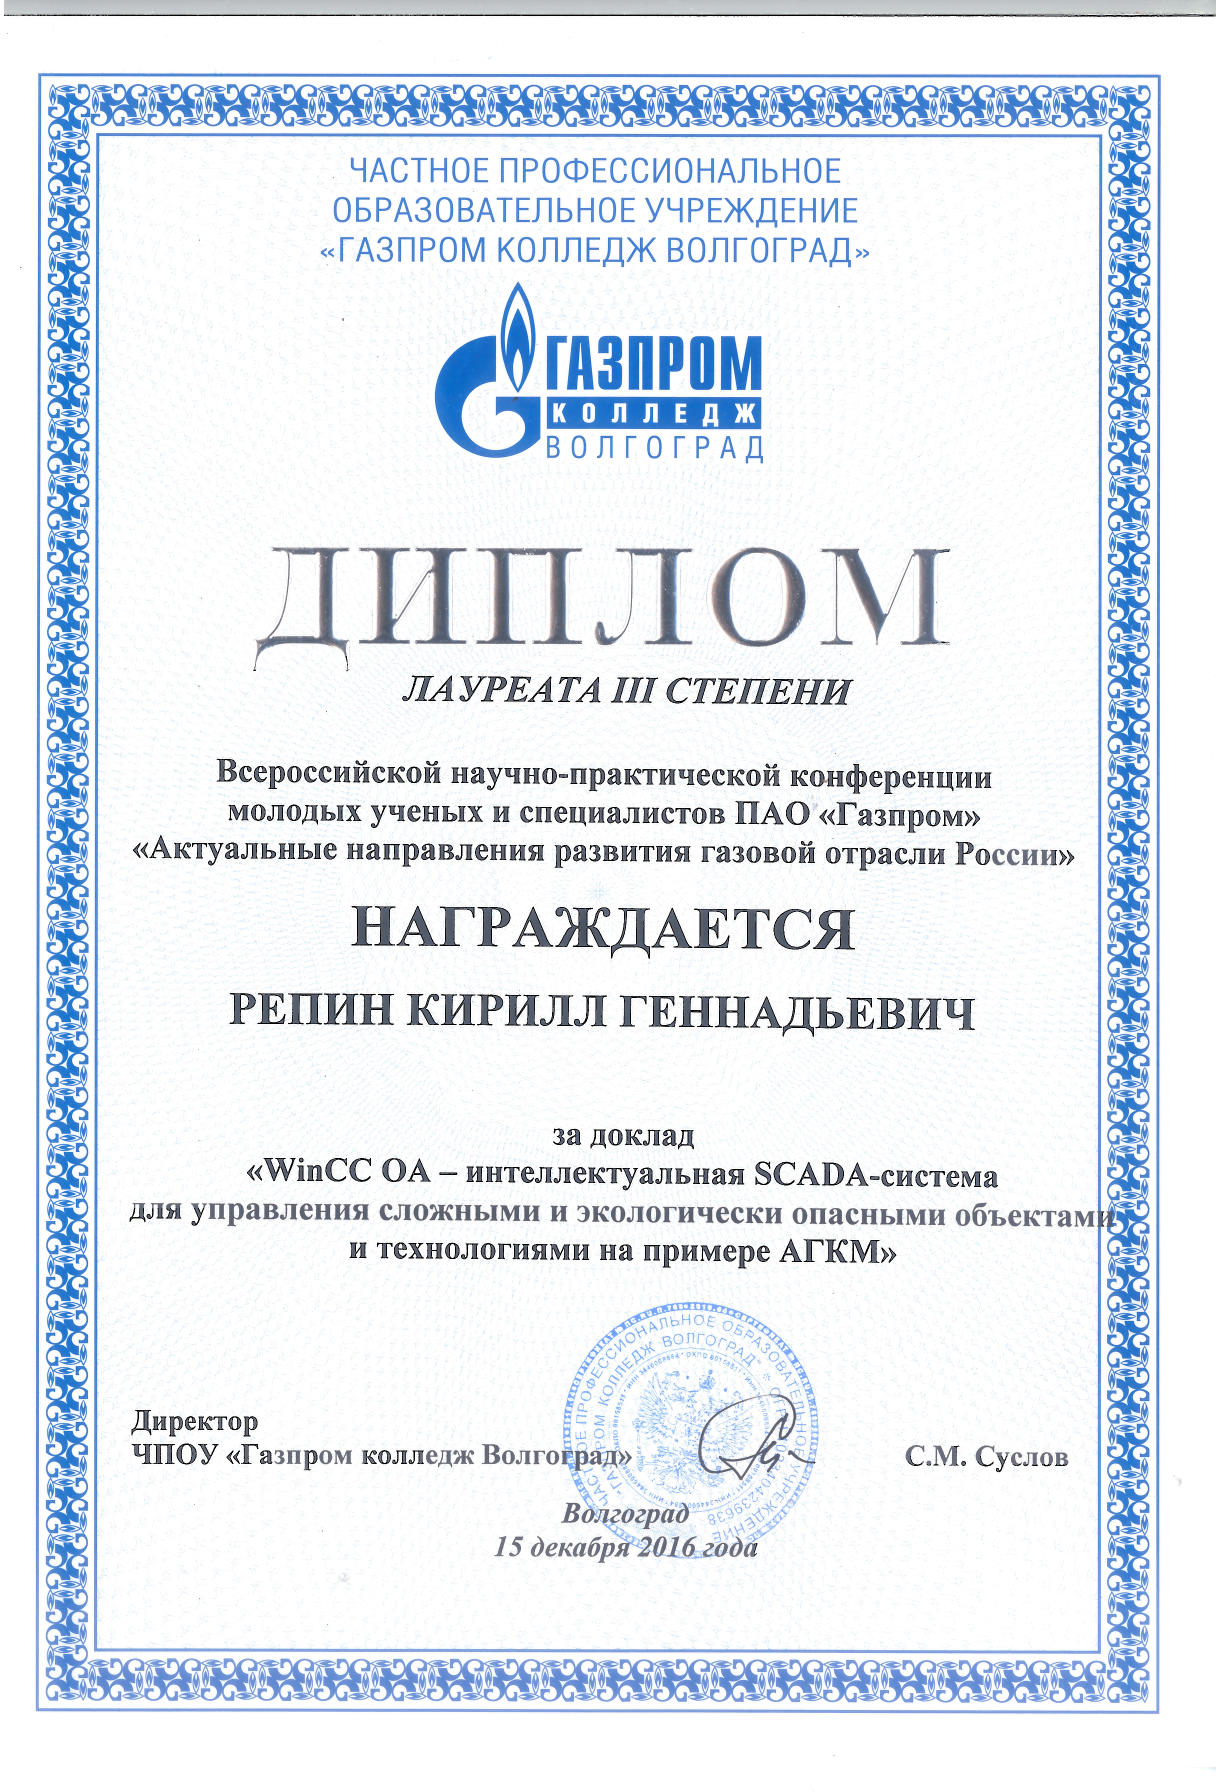 ЧАСТНОЕ ПРОФЕССИОНАЛЬНОЕ
ОБРАЗОВАТЕЛЬНОЕ УЧРЕЖДЕНИЕ
«ГАЗПРОМ КОЛЛЕДЖ ВОЛГОГРАД»
ГАЗПРОМ
КОЛЛЕДЖ
ВОЛГОГРАД
ДИПЛОМ
ЛАУРЕАТА III СТЕПЕНИ
Всероссийской научно-практической конференции
молодых ученых и специалистов ПАО «Газпром»
«Актуальные направления развития газовой отрасли России»
НАГРАЖДАЕТСЯ
РЕПИН КИРИЛЛ ГЕННАДЬЕВИЧ
за доклад
«WinCC OA – интеллектуальная SCADA-система
для управления сложными и экологически опасными объектами
и технологиями на примере АГКМ»
Директор
ЧПОУ «Газпром колледж Волгоград»
С.М. Суслов
ЧАСТНОЕ ПРОФЕССИОНАЛЬНОЕ ОБРАЗОВАТЕЛЬНОЕ УЧРЕЖДЕНИЕ
"ГАЗПРОМ КОЛЛЕДЖ ВОЛГОГРАД"
Волгоград
15 декабря 2016 года